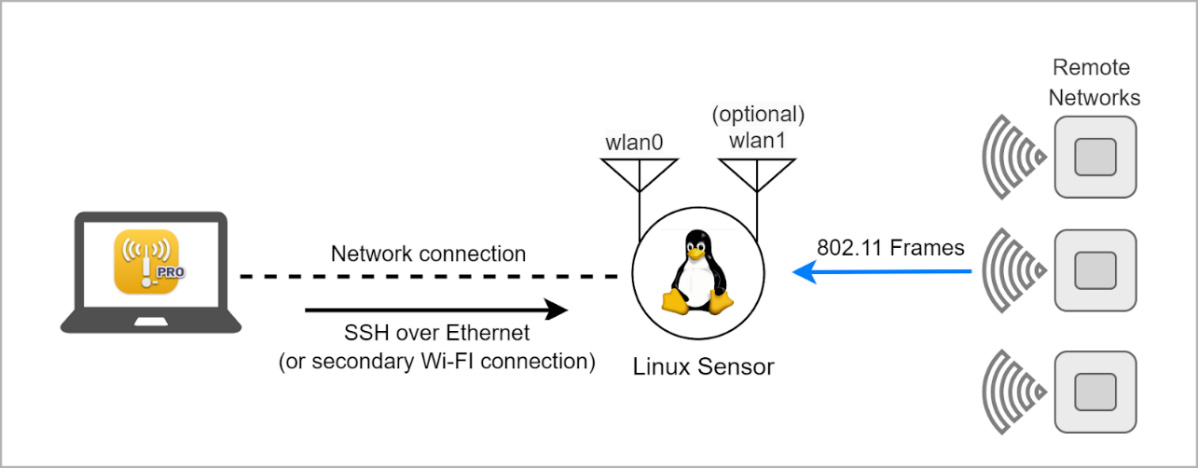 Remote
Networks
(optional)
wlan0
wlan1
PRO
Network connection
802.11 Frames
SSH over Ethernet
(or secondary Wi-FI connection)
Linux Sensor